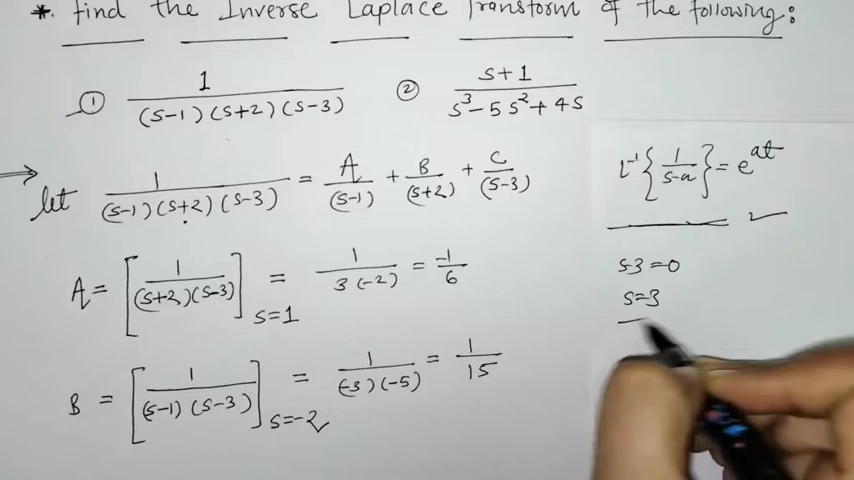 *. find the Inverse Laplace Transform of the following:
① 1/((s-1)(s+2)(s-3)) ② (s+1)/(s³-5s²+4s)
let 1/((s-1)(s+2)(s-3)) = A/(s-1) + B/(s+2) + C/(s-3)
L⁻¹{1/(s-a)} = e^{at}
A = [1/((s+2)(s-3))]_{s=1} = 1/(3(-2)) = -1/6
s-3=0
s=3
B = [1/((s-1)(s-3))]_{s=-2} = 1/((-3)(-5)) = 1/15